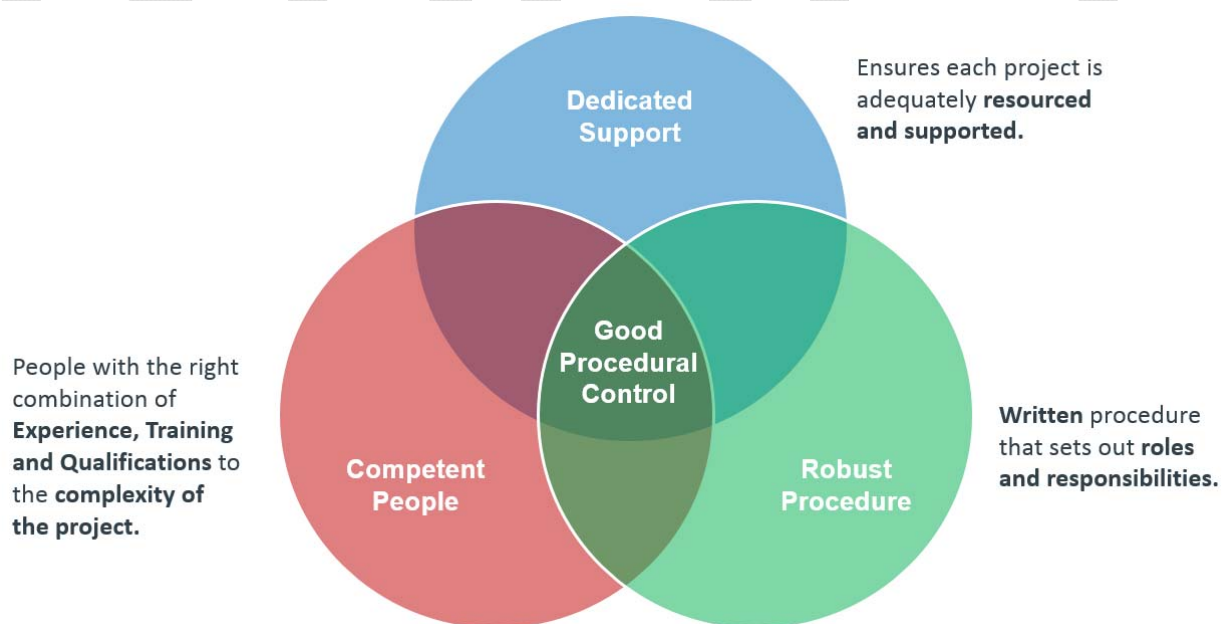 Dedicated
Support
Ensures each project is
adequately resourced
and supported.
Good
Procedural
Control
People with the right
combination of
Experience, Training
and Qualifications to
the complexity of
the project.
Competent
People
Robust
Procedure
Written procedure
that sets out roles
and responsibilities.